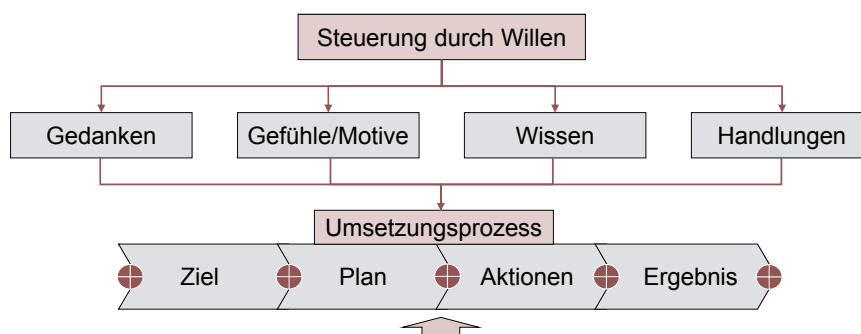 Steuerung durch Willen
Gedanken
Gefühle/Motive
Wissen
Handlungen
Umsetzungsprozess
Ziel
Plan
Aktionen
Ergebnis